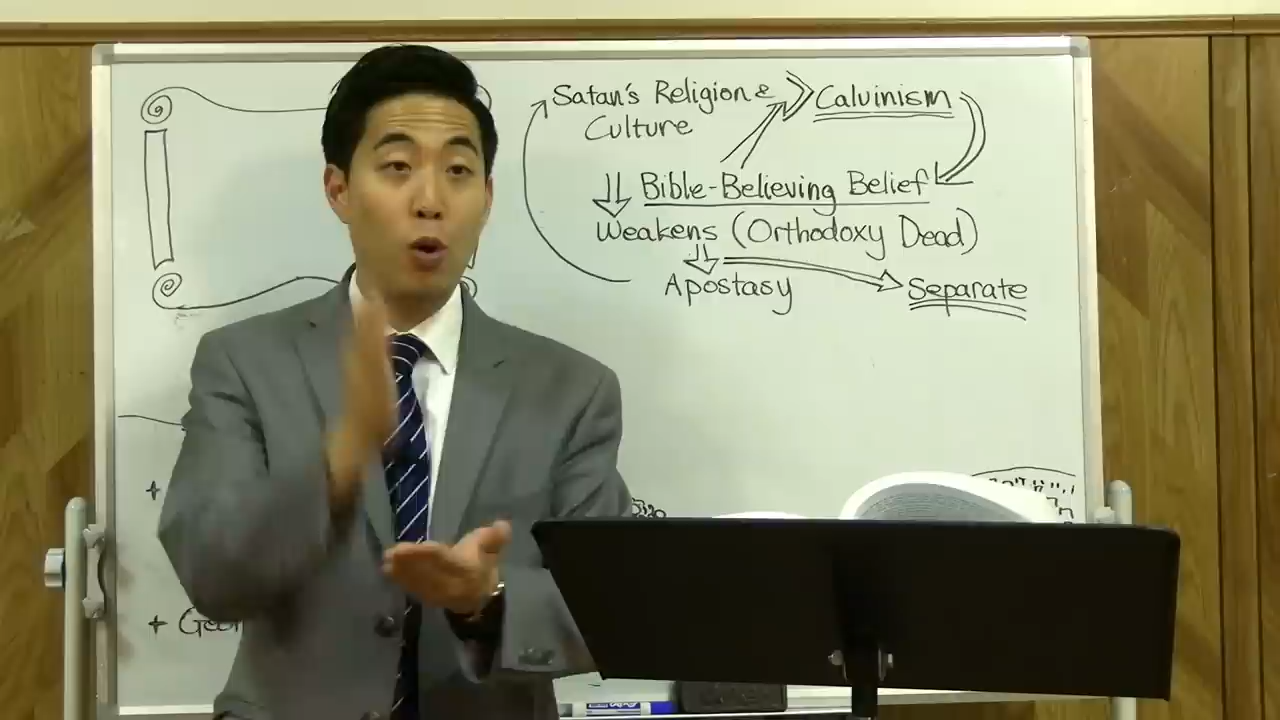 Satan's Religion &
Culture
Calvinism
Bible-Believing Belief
Weakens (Orthodoxy Dead)
Apostasy
Separate